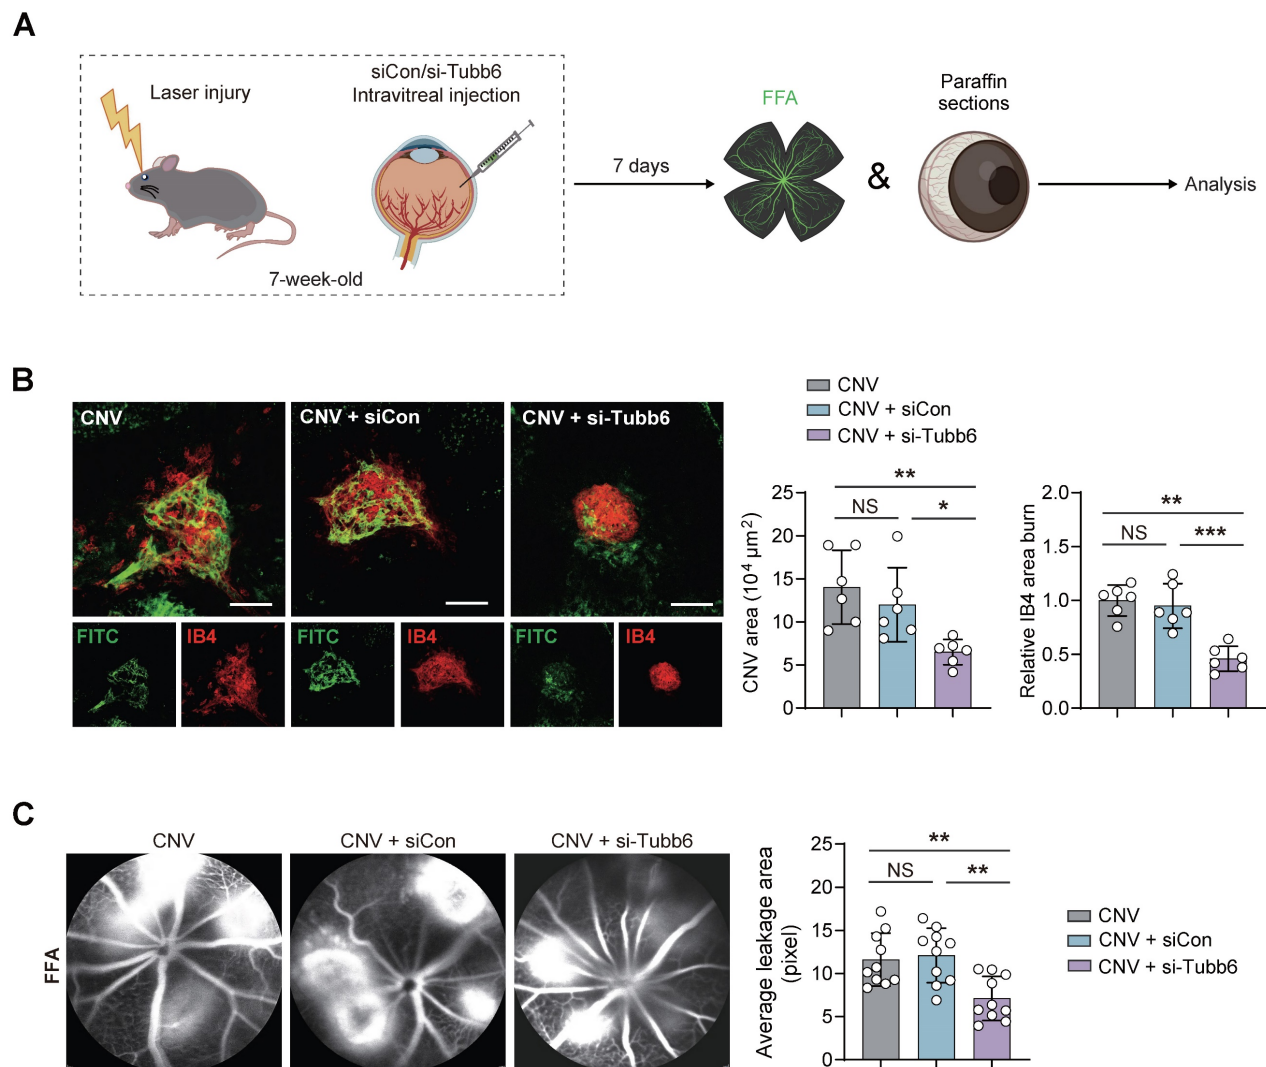 A
Laser injury
siCon/si-Tubb6
Intravitreal injection
7-week-old
7 days
FFA
&
Paraffin
sections
Analysis
B
CNV
CNV + siCon
CNV + si-Tubb6
FITC
IB4
FITC
IB4
FITC
IB4
CNV
CNV + siCon
CNV + si-Tubb6
CNV area (10⁴ µm²)
25
20
15
10
5
0
**
NS
*
Relative IB4 area burn
2.0
1.5
1.0
0.5
0.0
**
NS
***
C
FFA
CNV
CNV + siCon
CNV + si-Tubb6
Average leakage area
(pixel)
25
20
15
10
5
0
**
NS
**
CNV
CNV + siCon
CNV + si-Tubb6